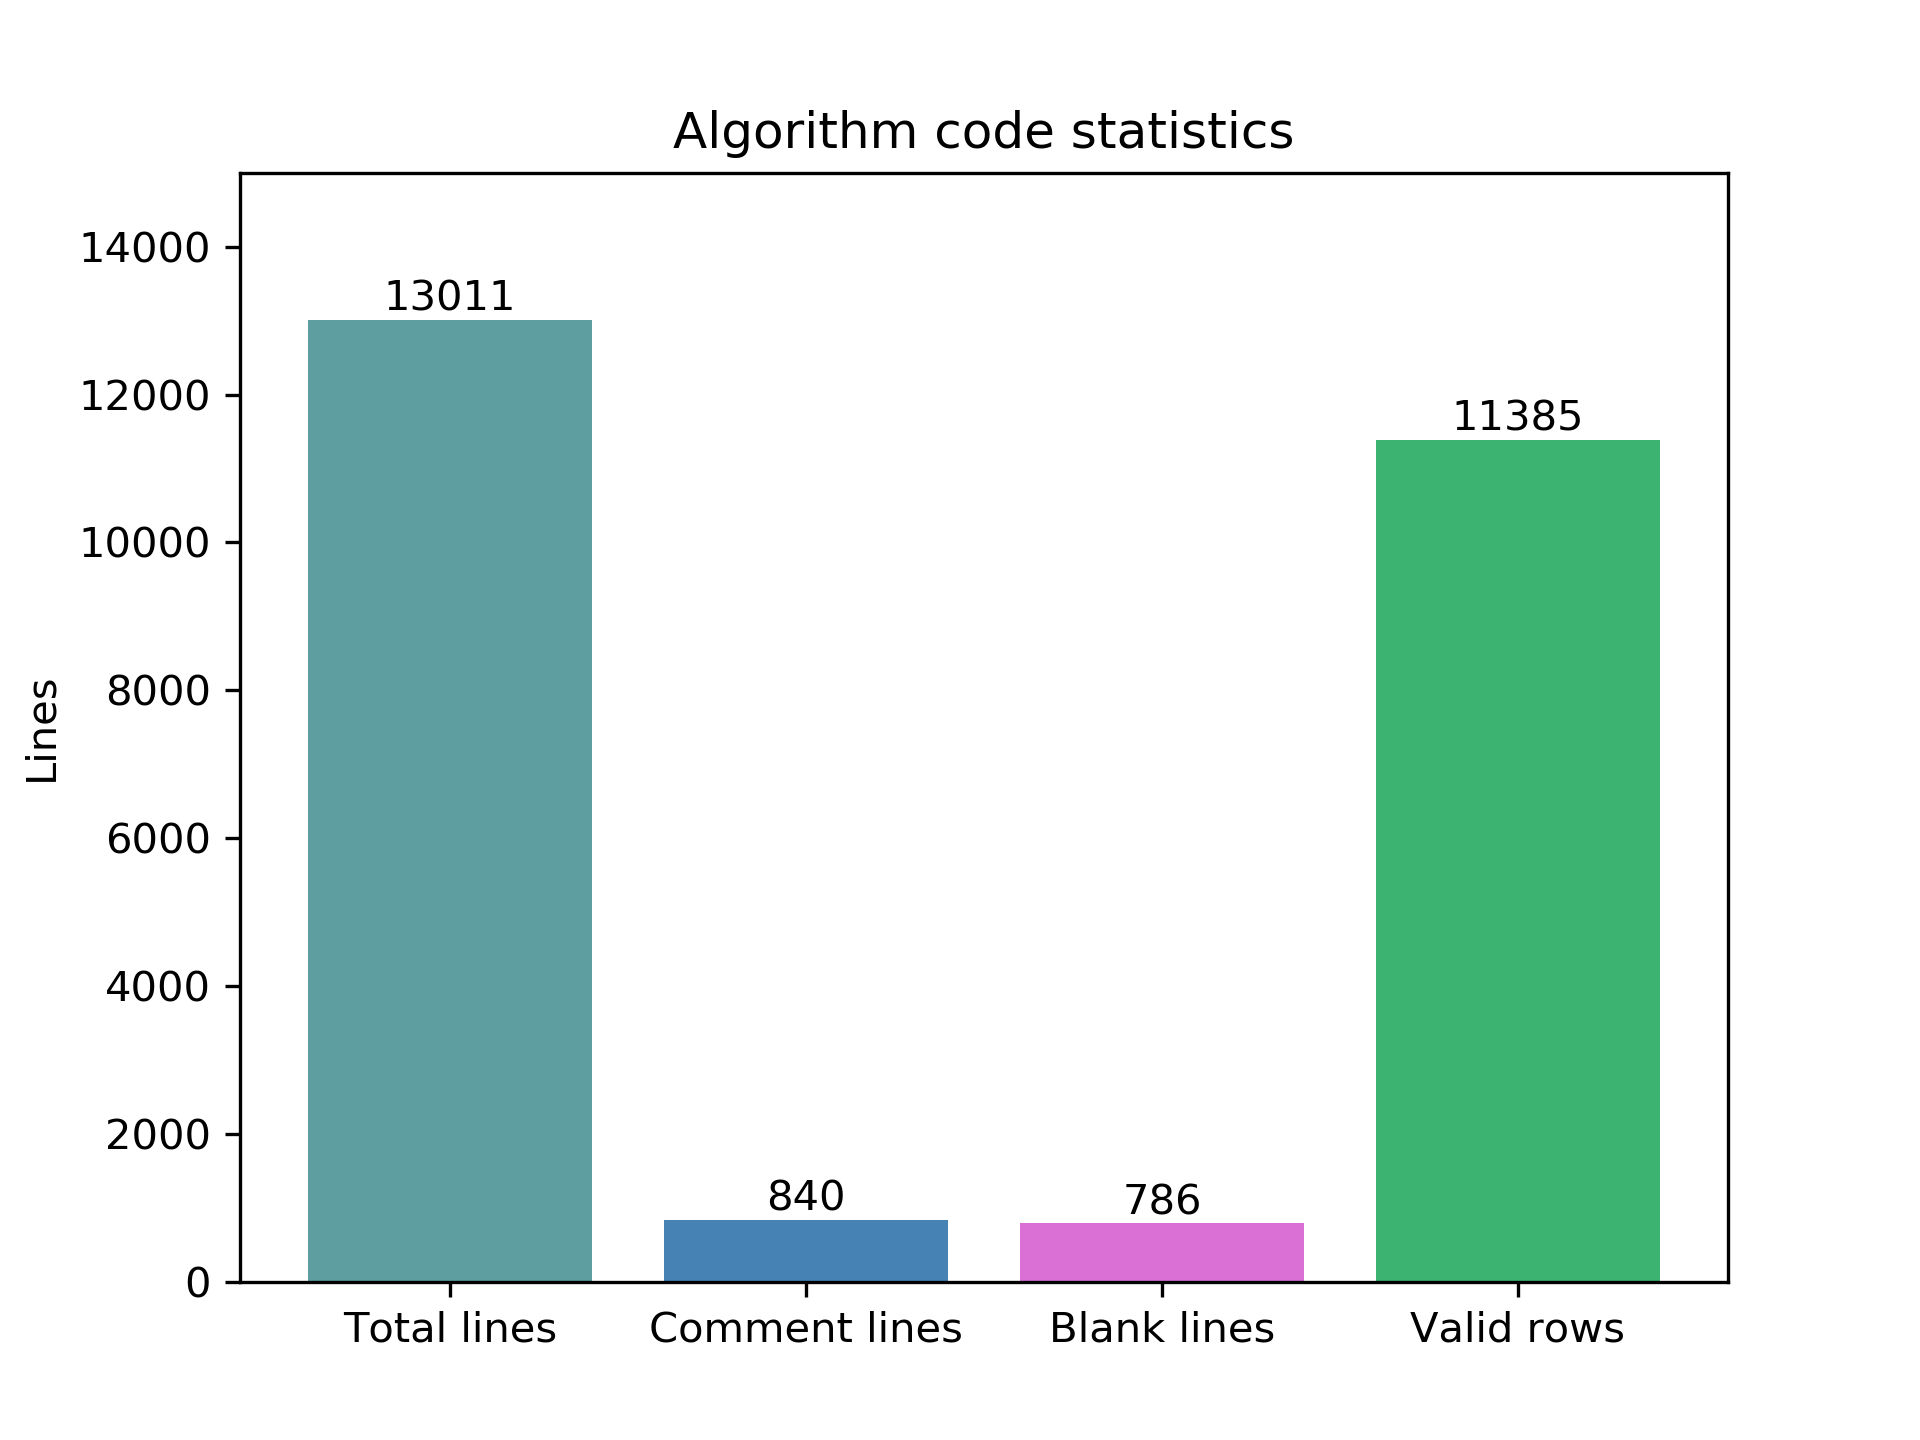 Algorithm code statistics
14000
12000
10000
8000
6000
4000
2000
0
Lines
13011
840
786
11385
Total lines
Comment lines
Blank lines
Valid rows